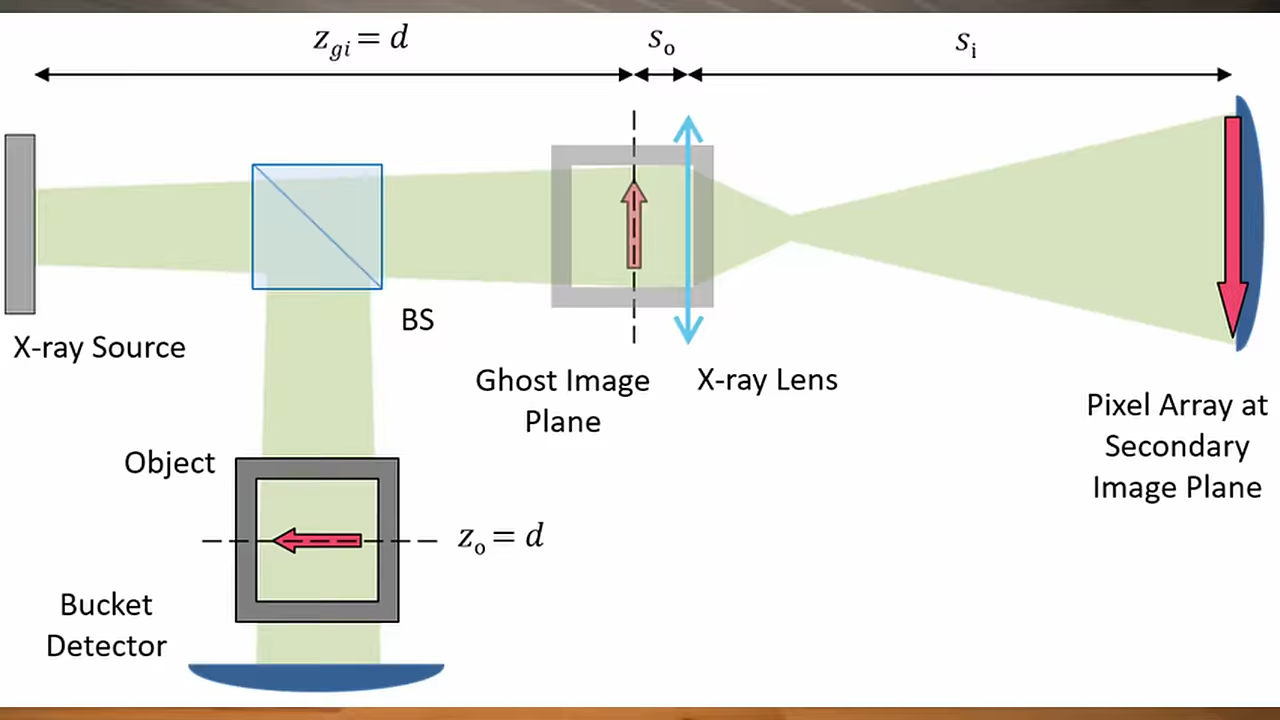 z_gi = d
s_o
s_i
BS
X-ray Source
Ghost Image
Plane
X-ray Lens
Pixel Array at
Secondary
Image Plane
Object
z_o = d
Bucket
Detector